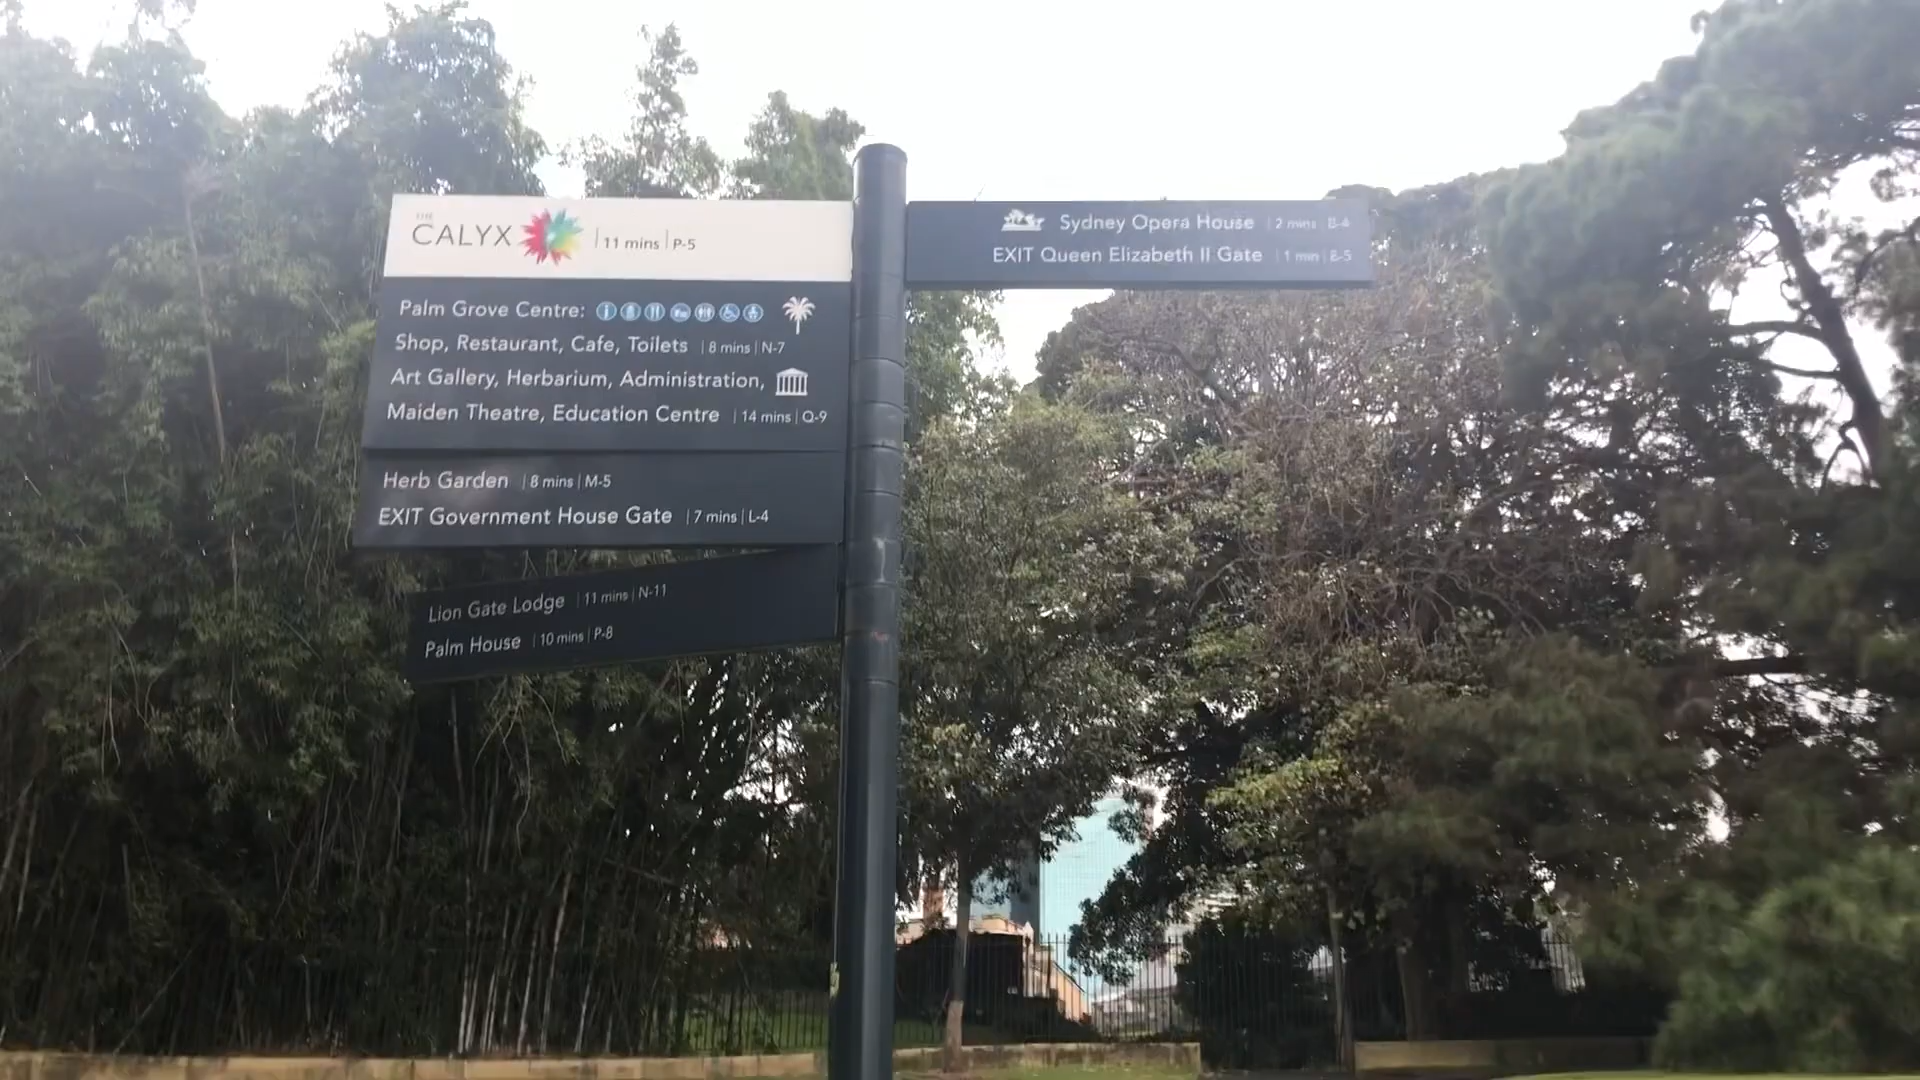 THE
CALYX | 11 mins | P-5
Palm Grove Centre:
Shop, Restaurant, Cafe, Toilets | 8 mins | N-7
Art Gallery, Herbarium, Administration,
Maiden Theatre, Education Centre | 14 mins | Q-9
Herb Garden | 8 mins | M-5
EXIT Government House Gate | 7 mins | L-4
Lion Gate Lodge | 11 mins | N-11
Palm House | 10 mins | P-8
Sydney Opera House | 2 mins | B-4
EXIT Queen Elizabeth II Gate | 1 min | E-5